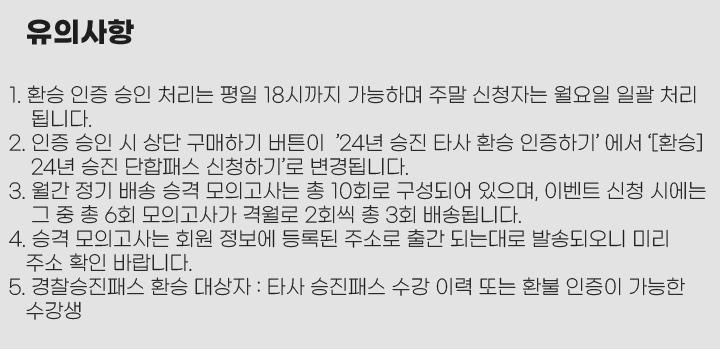 유의사항
1. 환승 인증 승인 처리는 평일 18시까지 가능하며 주말 신청자는 월요일 일괄 처리
됩니다.
2. 인증 승인 시 상단 구매하기 버튼이 ’24년 승진 타사 환승 인증하기’ 에서 ‘[환승]
24년 승진 단합패스 신청하기’로 변경됩니다.
3. 월간 정기 배송 승격 모의고사는 총 10회로 구성되어 있으며, 이벤트 신청 시에는
그 중 총 6회 모의고사가 격월로 2회씩 총 3회 배송됩니다.
4. 승격 모의고사는 회원 정보에 등록된 주소로 출간 되는대로 발송되오니 미리
주소 확인 바랍니다.
5. 경찰승진패스 환승 대상자 : 타사 승진패스 수강 이력 또는 환불 인증이 가능한
수강생